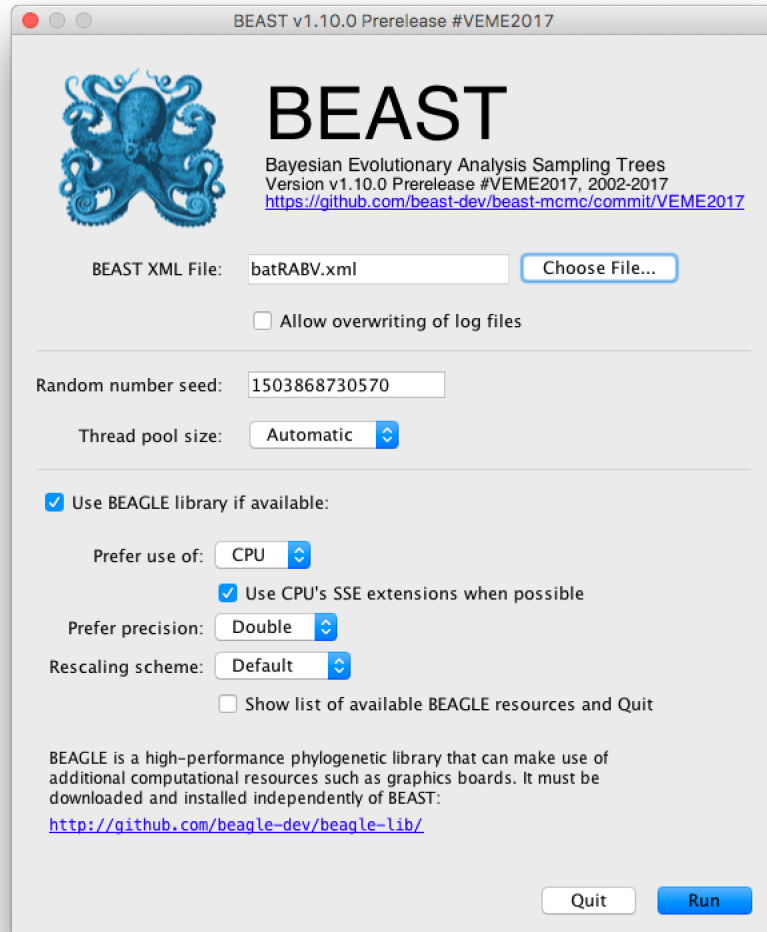 BEAST v1.10.0 Prerelease #VEME2017
BEAST
Bayesian Evolutionary Analysis Sampling Trees
Version v1.10.0 Prerelease #VEME2017, 2002-2017
https://github.com/beast-dev/beast-mcmc/commit/VEME2017
BEAST XML File: batRABV.xml Choose File...
Allow overwriting of log files
Random number seed: 1503868730570
Thread pool size: Automatic
Use BEAGLE library if available:
Prefer use of: CPU
Use CPU's SSE extensions when possible
Prefer precision: Double
Rescaling scheme: Default
Show list of available BEAGLE resources and Quit
BEAGLE is a high-performance phylogenetic library that can make use of
additional computational resources such as graphics boards. It must be
downloaded and installed independently of BEAST:
http://github.com/beagle-dev/beagle-lib/
Quit Run